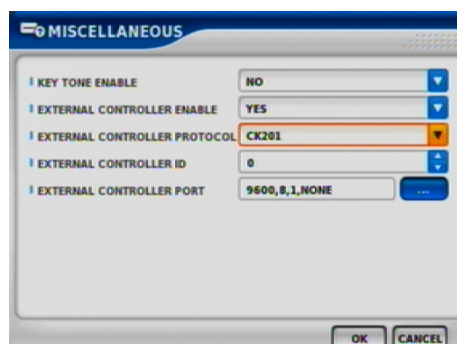 MISCELLANEOUS
KEY TONE ENABLE NO
EXTERNAL CONTROLLER ENABLE YES
EXTERNAL CONTROLLER PROTOCOL CK201
EXTERNAL CONTROLLER ID 0
EXTERNAL CONTROLLER PORT 9600,8,1,NONE ...
OK CANCEL